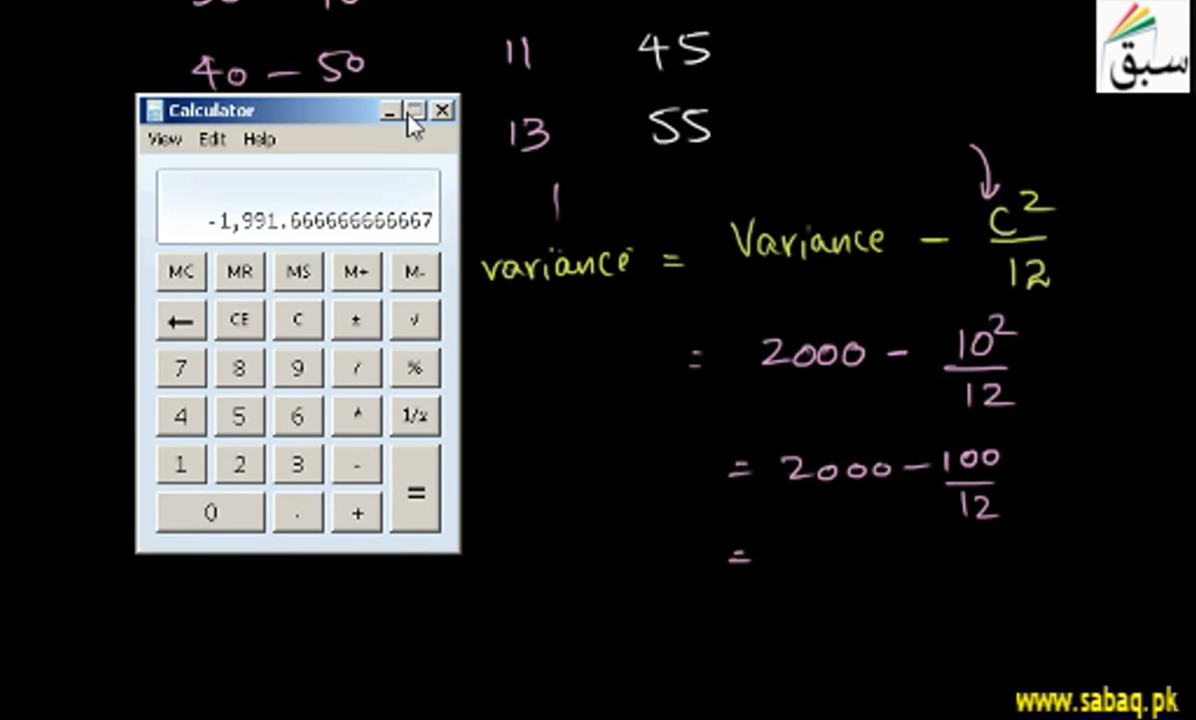 40 - 50 11 45
13 55
1
سبق
Calculator
View Edit Help
-1,991.666666666667
MC MR MS M+ M-
← CE C ± √
7 8 9 / %
4 5 6 * 1/x
1 2 3 - =
0 . +
variance = Variance - C²/12
= 2000 - 10²/12
= 2000 - 100/12
=
www.sabaq.pk